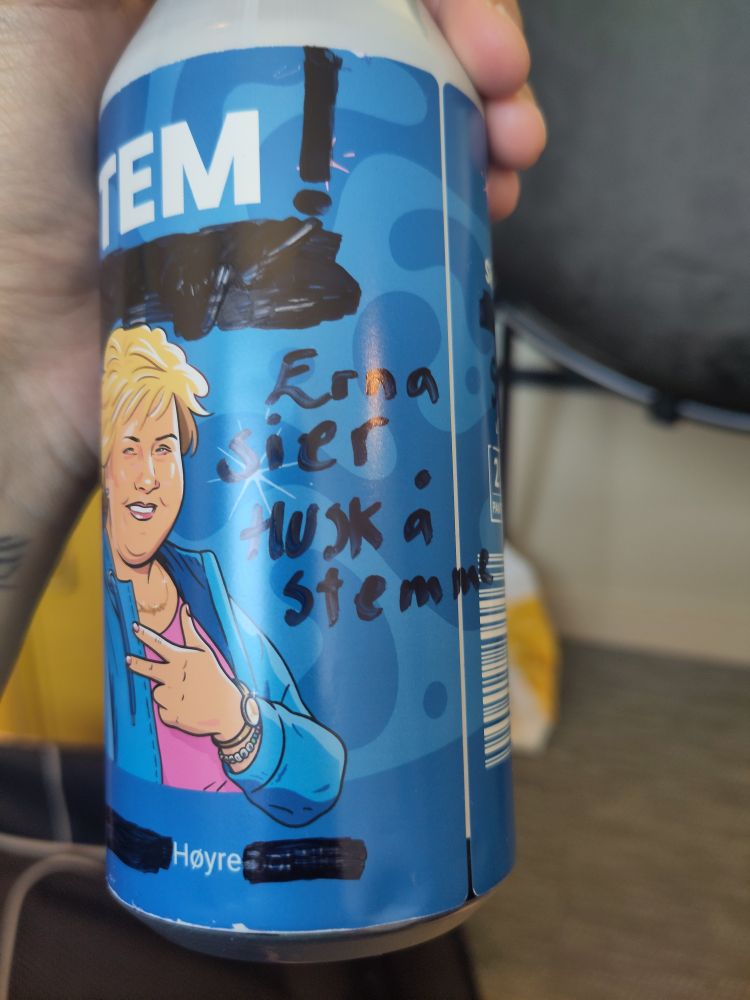 TEM!
Erna
sier
HUSK å
stemme
Høyre